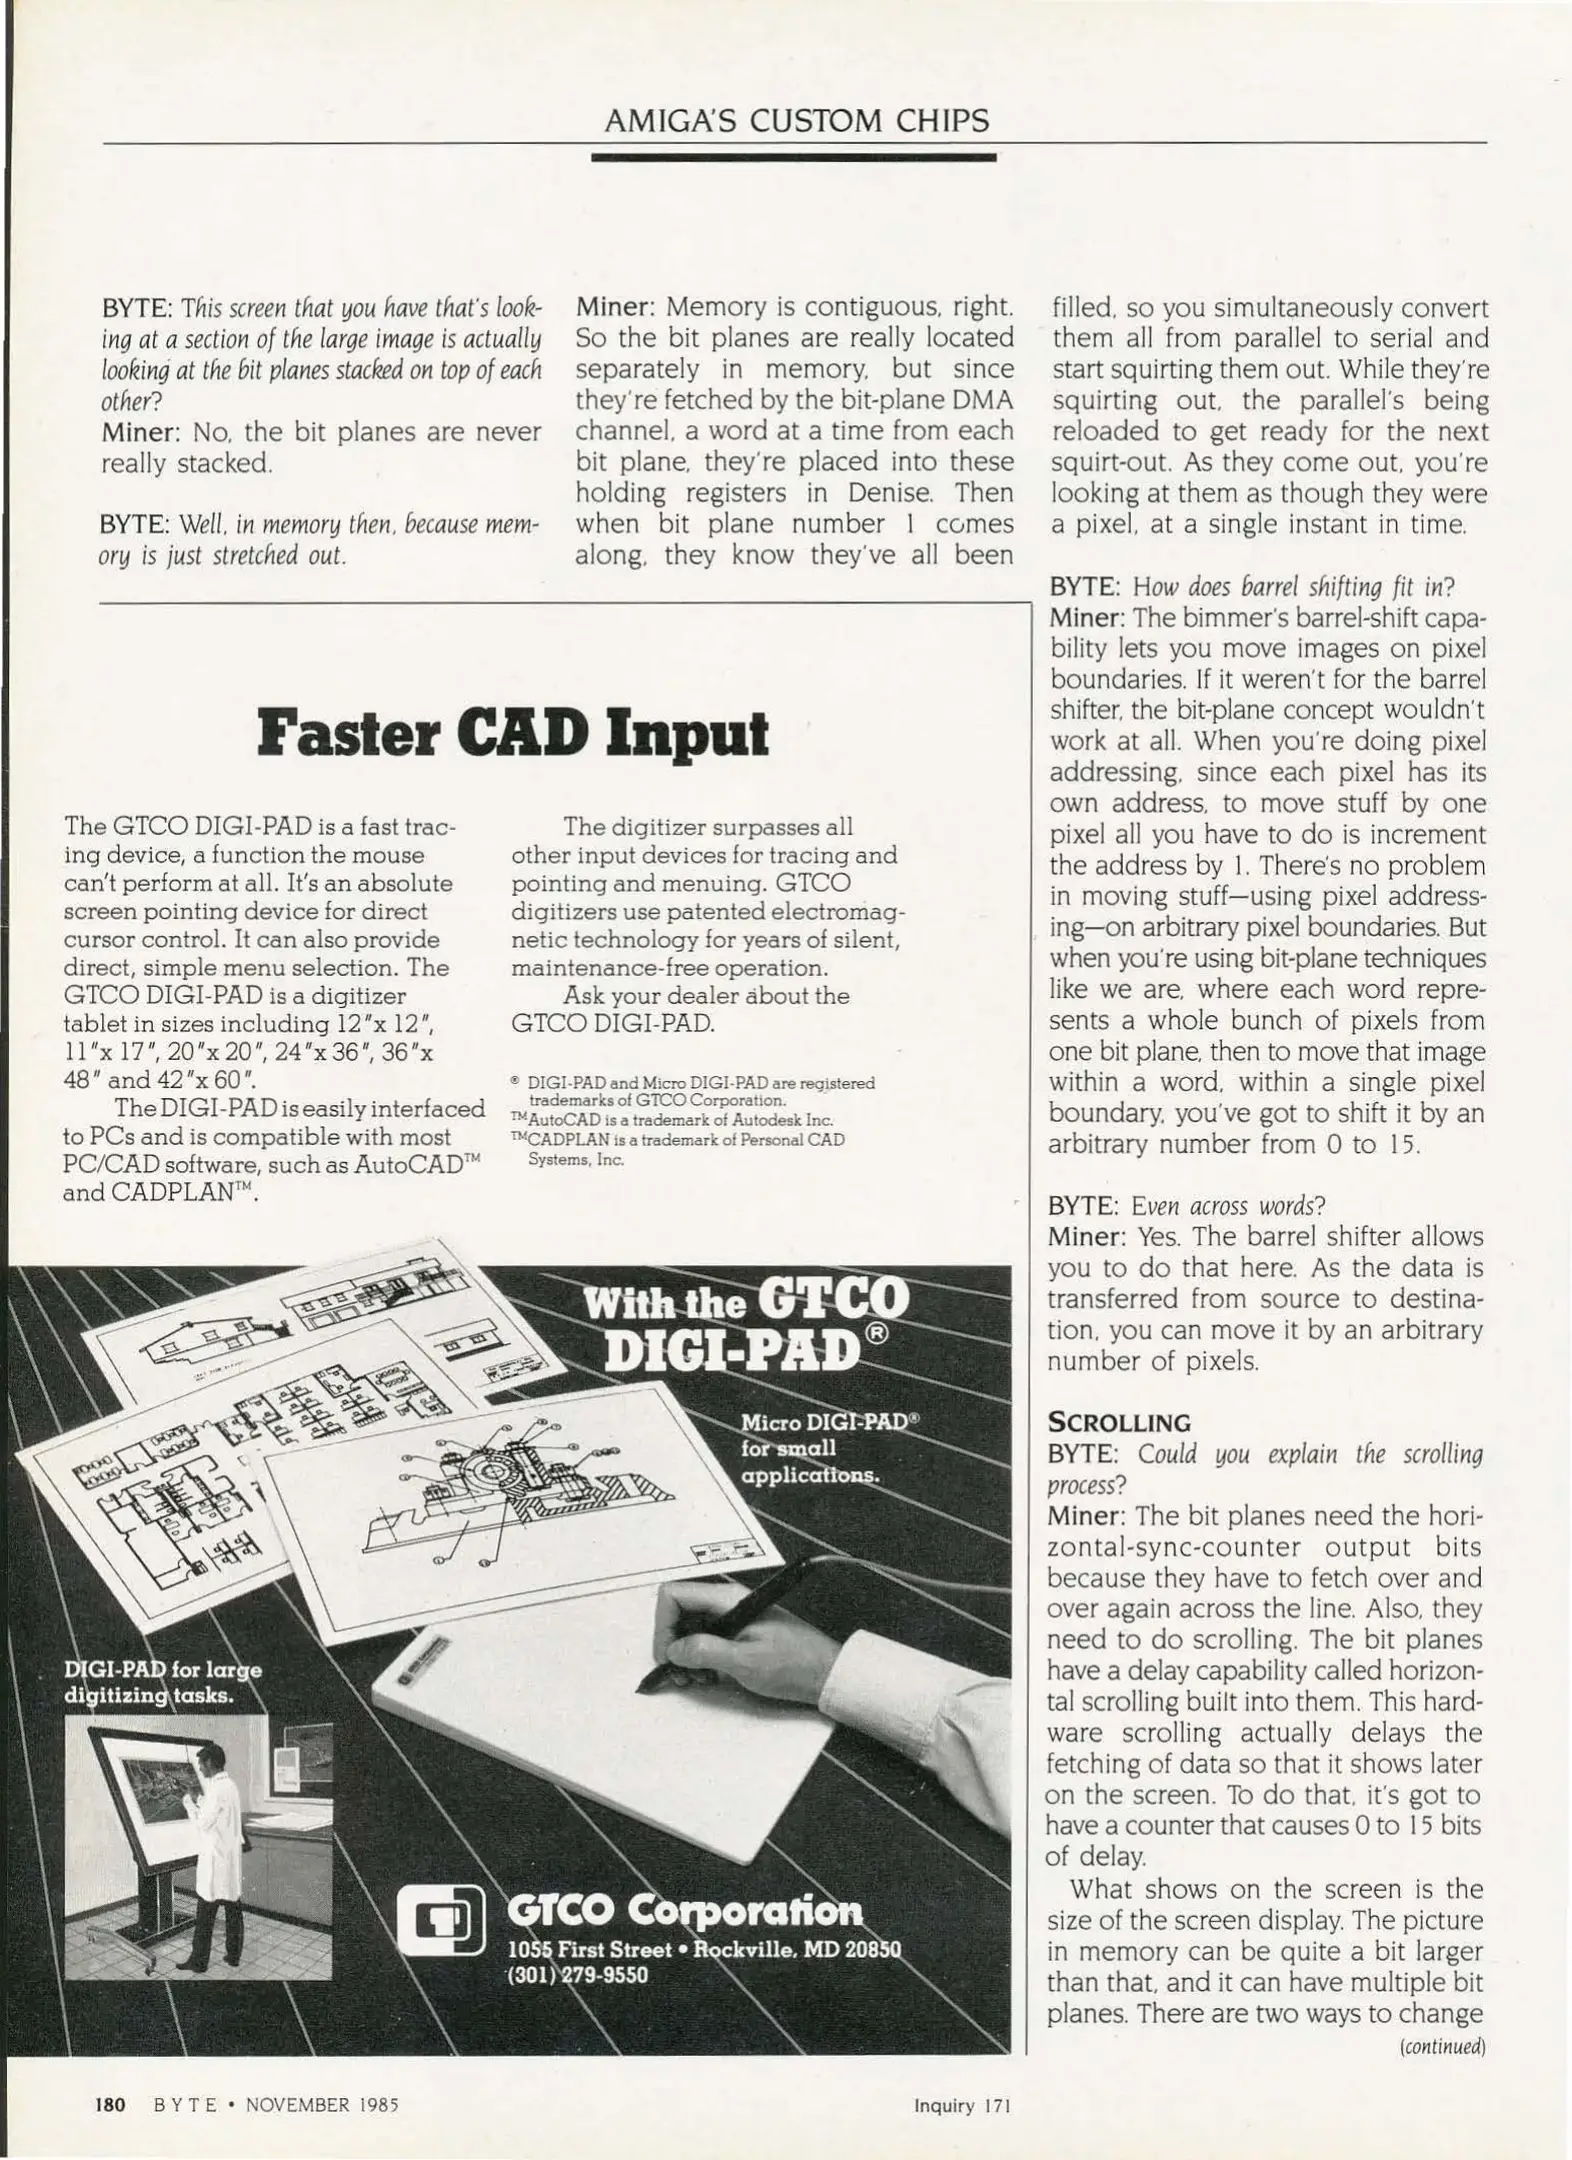 AMIGA'S CUSTOM CHIPS
BYTE: This screen that you have that's look-
ing at a section of the large image is actually
looking at the bit planes stacked on top of each
other?
Miner: No, the bit planes are never
really stacked.
BYTE: Well, in memory then, because mem-
ory is just stretched out.
Miner: Memory is contiguous, right.
So the bit planes are really located
separately in memory, but since
they're fetched by the bit-plane DMA
channel, a word at a time from each
bit plane, they're placed into these
holding registers in Denise. Then
when bit plane number 1 comes
along, they know they've all been
filled, so you simultaneously convert
them all from parallel to serial and
start squirting them out. While they're
squirting out, the parallel's being
reloaded to get ready for the next
squirt-out. As they come out, you're
looking at them as though they were
a pixel, at a single instant in time.
BYTE: How does barrel shifting fit in?
Miner: The bimmer's barrel-shift capa-
bility lets you move images on pixel
boundaries. If it weren't for the barrel
shifter, the bit-plane concept wouldn't
work at all. When you're doing pixel
addressing, since each pixel has its
own address, to move stuff by one
pixel all you have to do is increment
the address by 1. There's no problem
in moving stuff—using pixel address-
ing—on arbitrary pixel boundaries. But
when you're using bit-plane techniques
like we are, where each word repre-
sents a whole bunch of pixels from
one bit plane, then to move that image
within a word, within a single pixel
boundary, you've got to shift it by an
arbitrary number from 0 to 15.
BYTE: Even across words?
Miner: Yes. The barrel shifter allows
you to do that here. As the data is
transferred from source to destina-
tion, you can move it by an arbitrary
number of pixels.
SCROLLING
BYTE: Could you explain the scrolling
process?
Miner: The bit planes need the hori-
zontal-sync-counter output bits
because they have to fetch over and
over again across the line. Also, they
need to do scrolling. The bit planes
have a delay capability called horizon-
tal scrolling built into them. This hard-
ware scrolling actually delays the
fetching of data so that it shows later
on the screen. To do that, it's got to
have a counter that causes 0 to 15 bits
of delay.
What shows on the screen is the
size of the screen display. The picture
in memory can be quite a bit larger
than that, and it can have multiple bit
planes. There are two ways to change
(continued)
Faster CAD Input
The GTCO DIGI-PAD is a fast trac-
ing device, a function the mouse
can't perform at all. It's an absolute
screen pointing device for direct
cursor control. It can also provide
direct, simple menu selection. The
GTCO DIGI-PAD is a digitizer
tablet in sizes including 12"x 12",
11"x 17", 20"x 20", 24"x 36", 36"x
48" and 42"x 60".
The DIGI-PAD is easily interfaced
to PCs and is compatible with most
PC/CAD software, such as AutoCAD™
and CADPLAN™.
The digitizer surpasses all
other input devices for tracing and
pointing and menuing. GTCO
digitizers use patented electromag-
netic technology for years of silent,
maintenance-free operation.
Ask your dealer about the
GTCO DIGI-PAD.
® DIGI-PAD and Micro DIGI-PAD are registered
trademarks of GTCO Corporation.
™AutoCAD is a trademark of Autodesk Inc.
™CADPLAN is a trademark of Personal CAD
Systems, Inc.
With the GTCO
DIGI-PAD®
Micro DIGI-PAD®
for small
applications.
DIGI-PAD for large
digitizing tasks.
GTCO Corporation
1055 First Street • Rockville, MD 20850
(301) 279-9550
180 BYTE • NOVEMBER 1985
Inquiry 171